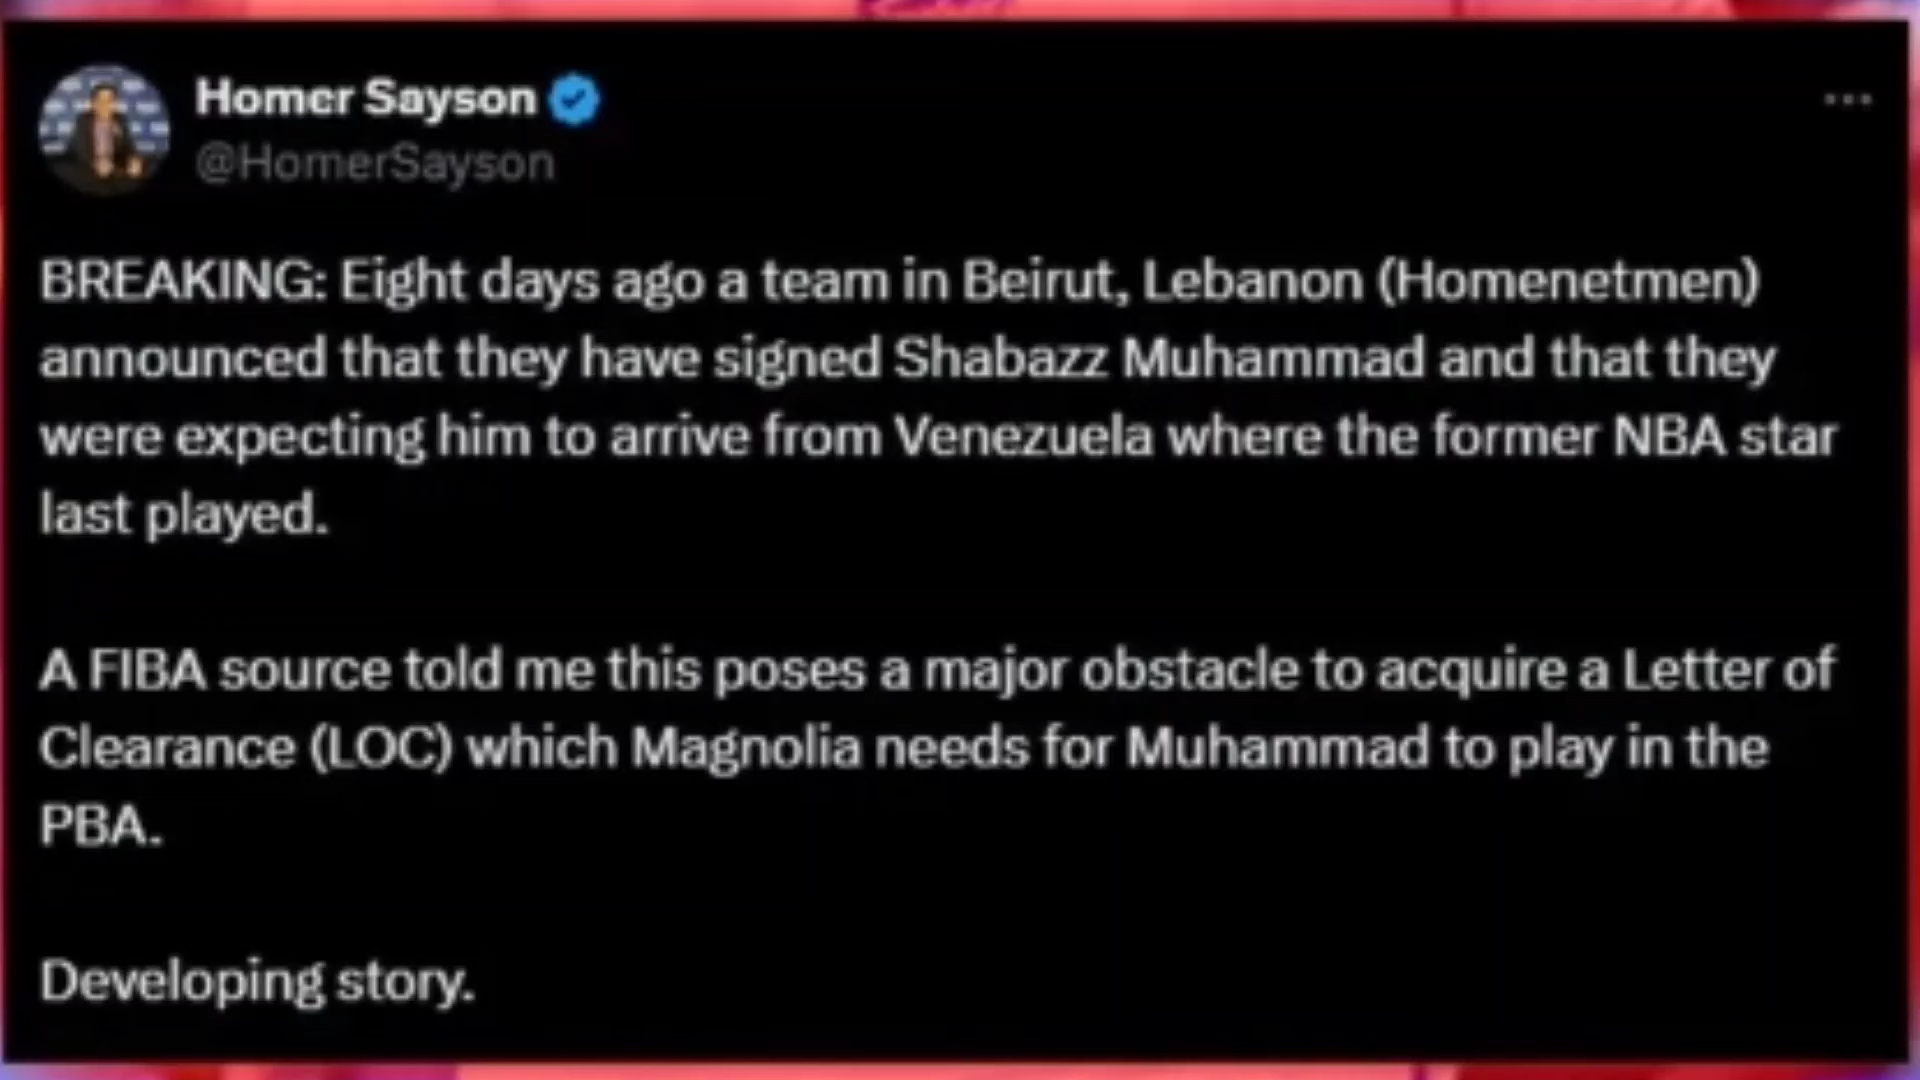 Homer Sayson
@HomerSayson
BREAKING: Eight days ago a team in Beirut, Lebanon (Homenetmen)
announced that they have signed Shabazz Muhammad and that they
were expecting him to arrive from Venezuela where the former NBA star
last played.
A FIBA source told me this poses a major obstacle to acquire a Letter of
Clearance (LOC) which Magnolia needs for Muhammad to play in the
PBA.
Developing story.